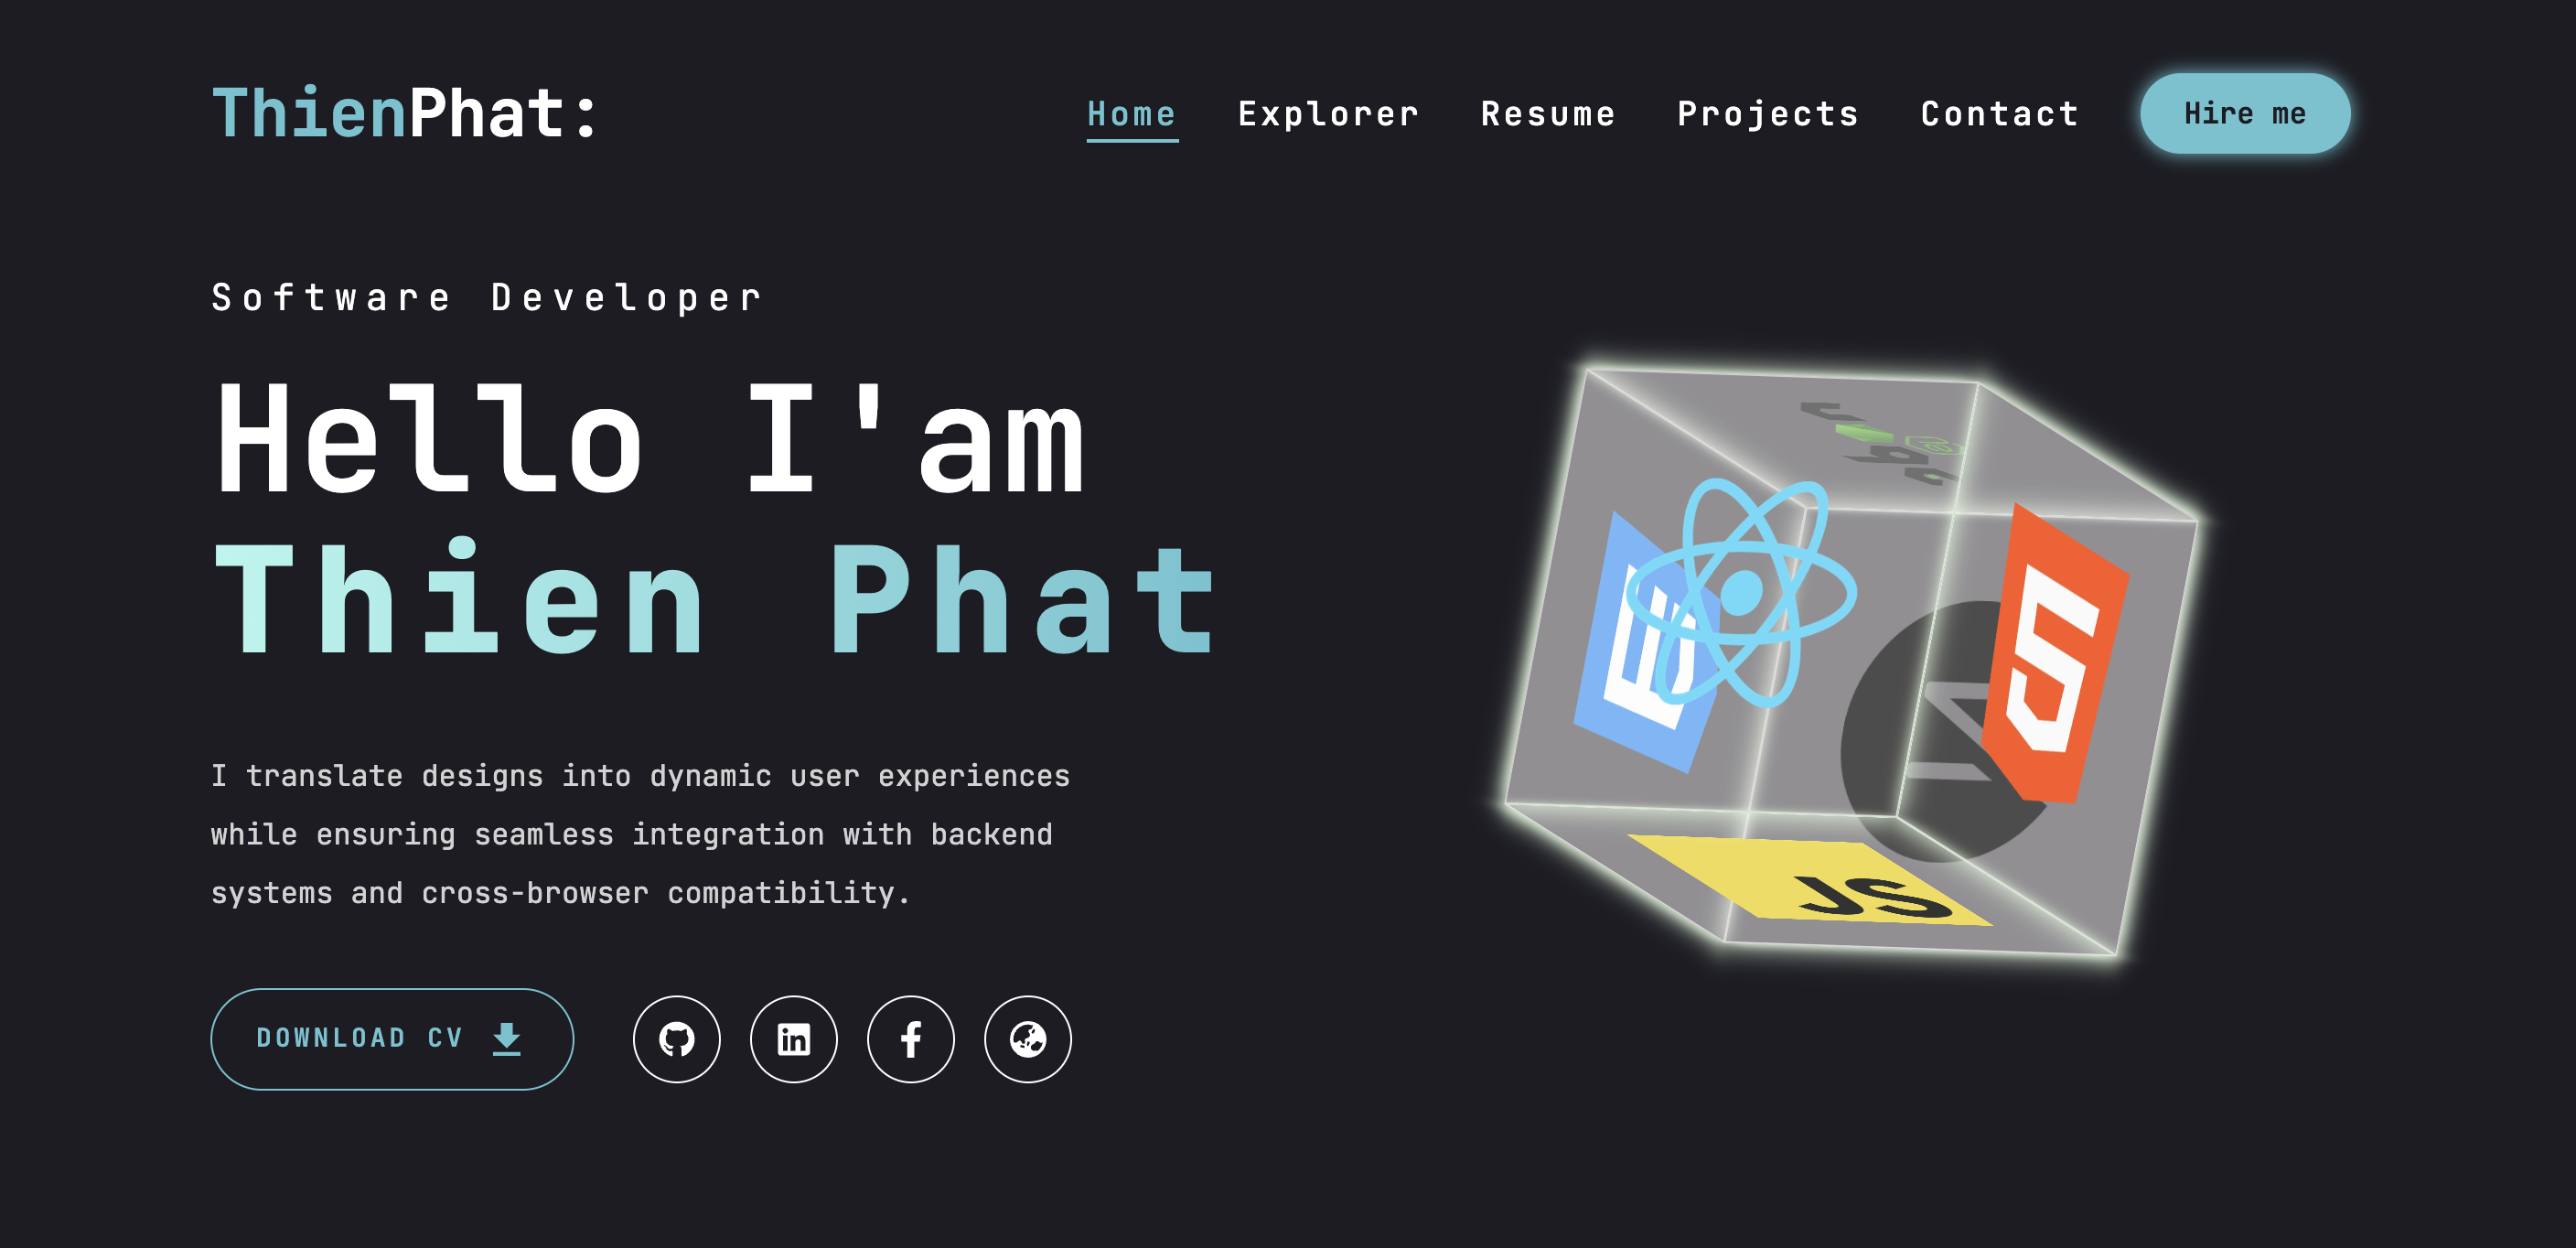 ThienPhat:
Home Explorer Resume Projects Contact Hire me
Software Developer
Hello I'am
Thien Phat
I translate designs into dynamic user experiences
while ensuring seamless integration with backend
systems and cross-browser compatibility.
DOWNLOAD CV
in
JS